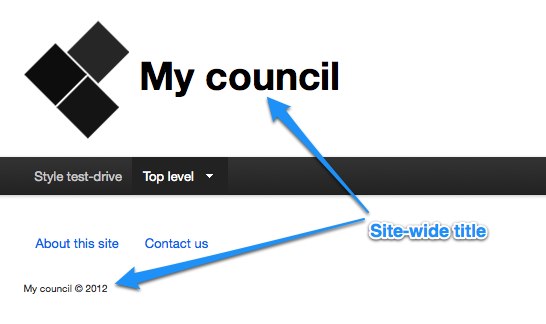 My council
Style test-drive Top level
Site-wide title
About this site Contact us
My council © 2012